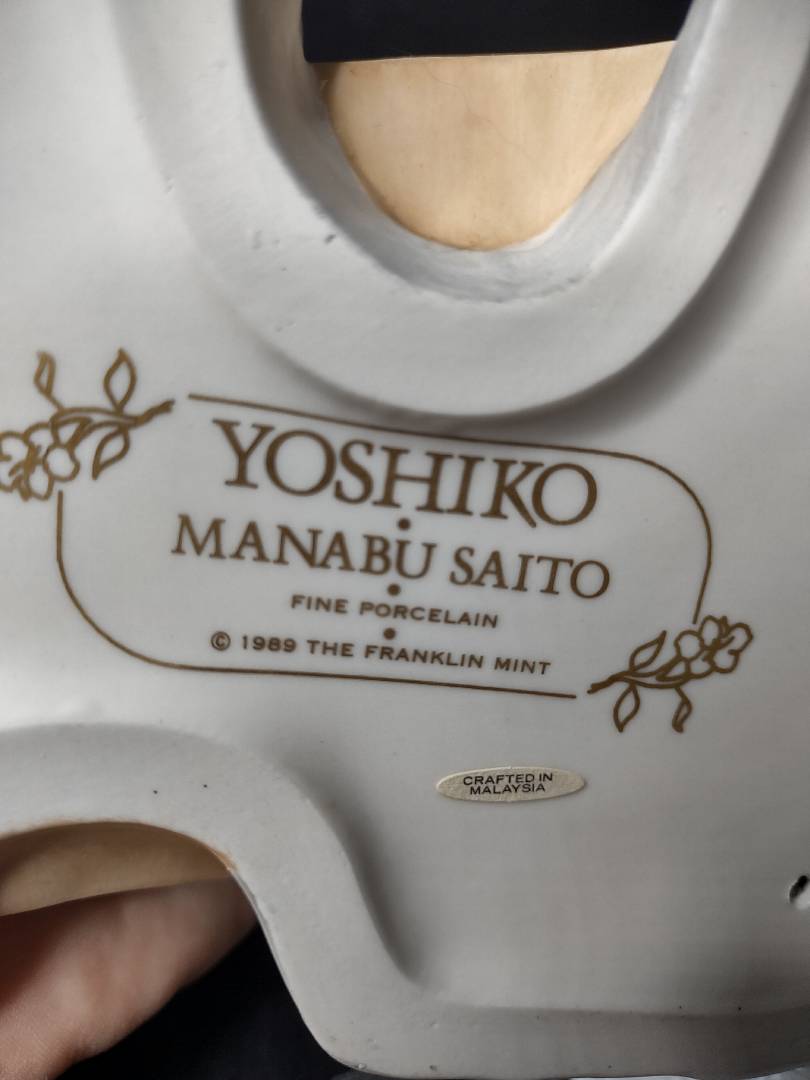 YOSHIKO
•
MANABU SAITO
•
FINE PORCELAIN
•
© 1989 THE FRANKLIN MINT
CRAFTED IN
MALAYSIA